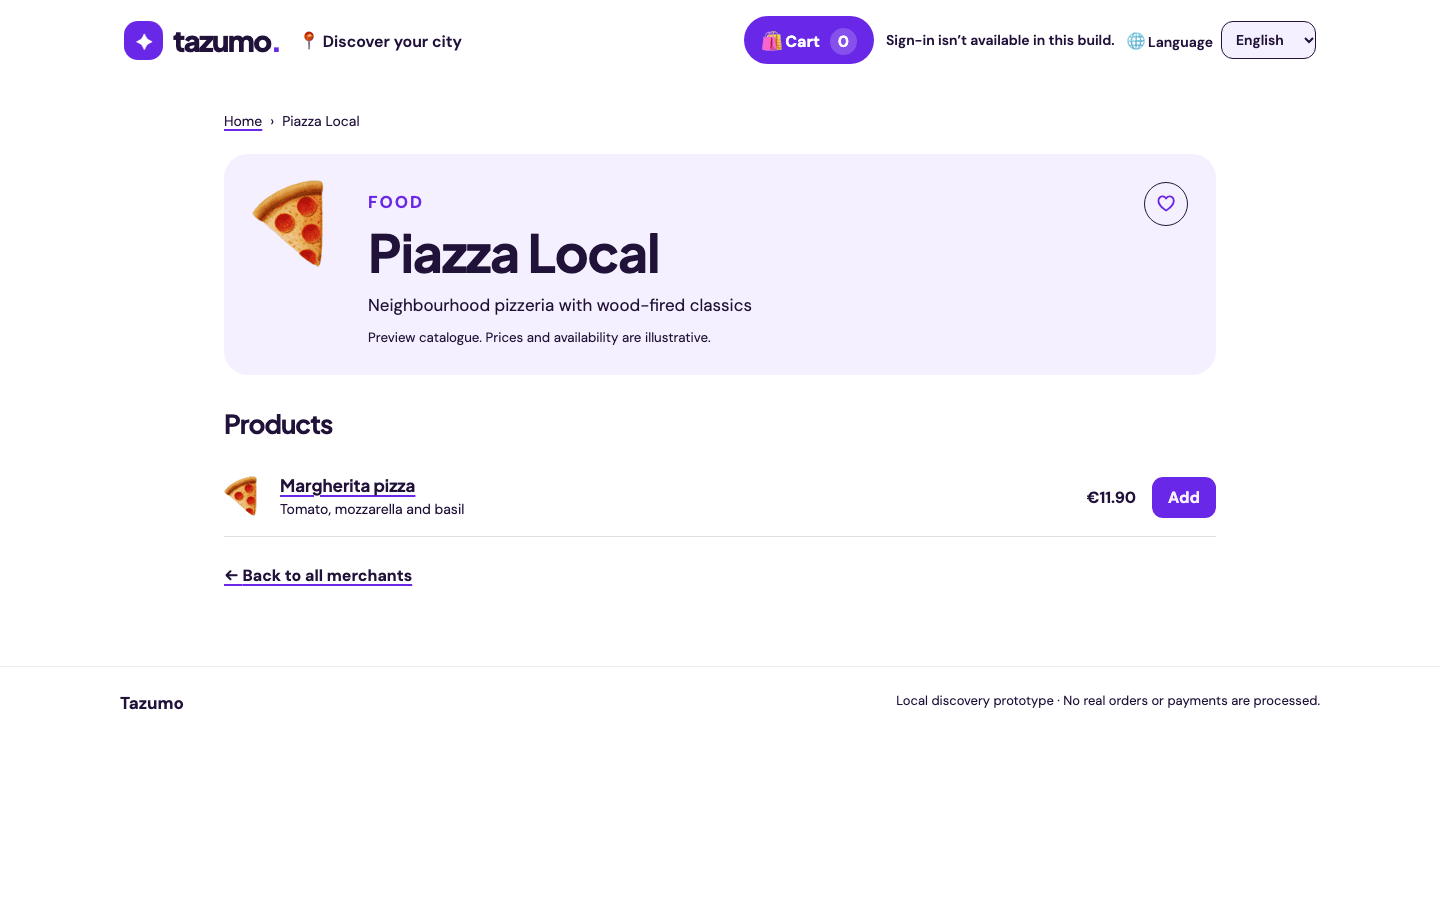 tazumo.
Discover your city
Cart 0
Sign-in isn’t available in this build.
Language
English
Home › Piazza Local
FOOD
Piazza Local
Neighbourhood pizzeria with wood-fired classics
Preview catalogue. Prices and availability are illustrative.
Products
Margherita pizza
Tomato, mozzarella and basil
€11.90
Add
← Back to all merchants
Tazumo
Local discovery prototype · No real orders or payments are processed.